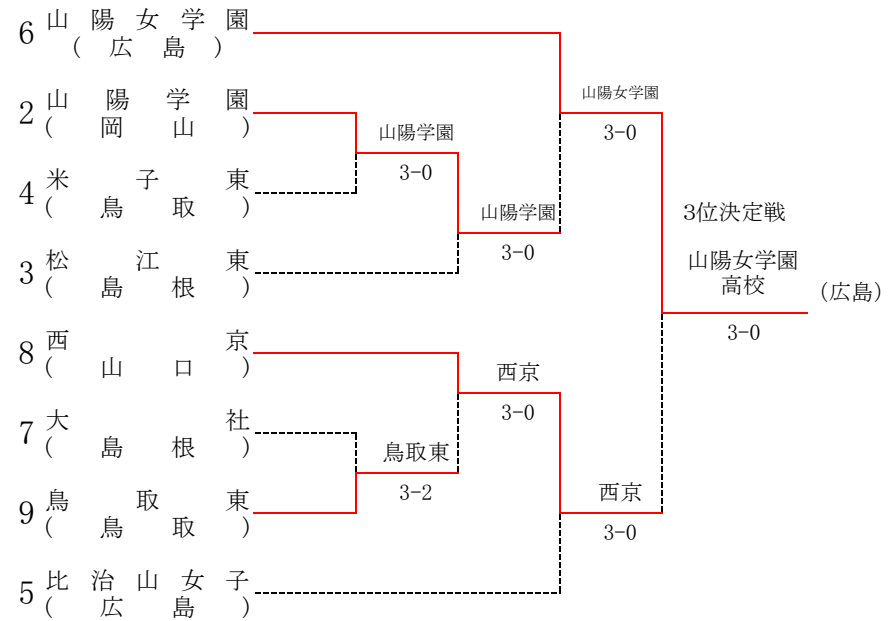 6 山陽女学園
(広島)
山陽女学園
2 山陽学園
(岡山)
山陽学園
3-0
3-0
4 米子東
(鳥取)
山陽学園
3-0
3位決定戦
3 松江東
(島根)
山陽女学園
高校
(広島)
3-0
8 西京
(山口)
西京
3-0
7 大社
(島根)
鳥取東
3-2
9 鳥取東
(鳥取)
西京
3-0
5 比治山女子
(広島)